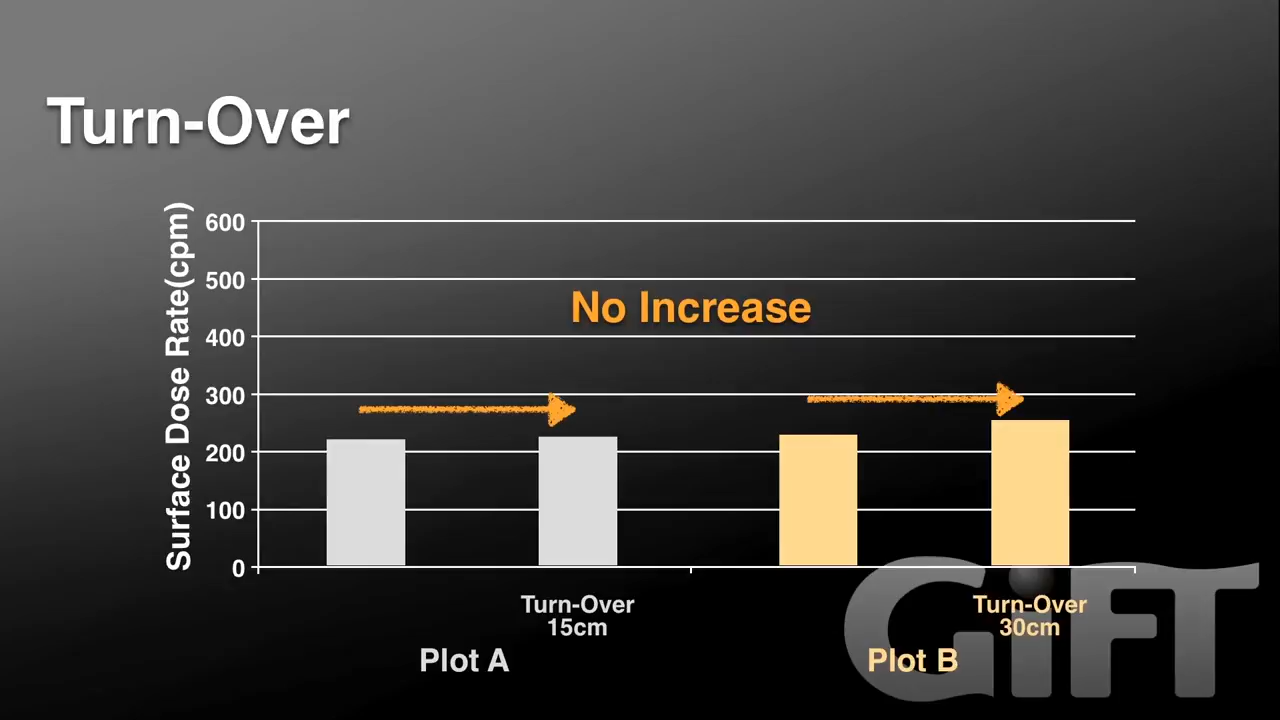 Turn-Over
Surface Dose Rate(cpm)
600
500
400
300
200
100
0
No Increase
Turn-Over
15cm
Turn-Over
30cm
Plot A
Plot B
GiFT